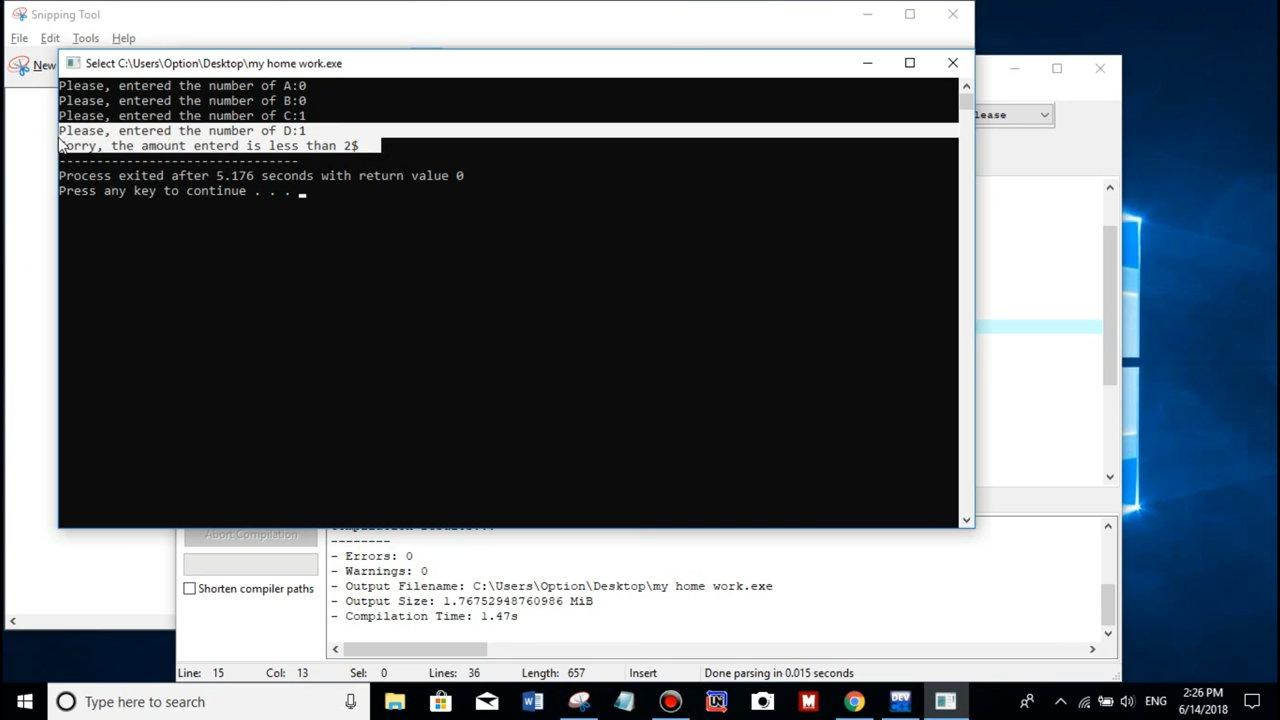 Snipping Tool
File Edit Tools Help
New
Select C:\Users\Option\Desktop\my home work.exe
Please, entered the number of A:0
Please, entered the number of B:0
Please, entered the number of C:1
Please, entered the number of D:1
orry, the amount enterd is less than 2$
--------------------------------
Process exited after 5.176 seconds with return value 0
Press any key to continue . . .
lease
Abort Compilation
Shorten compiler paths
--------
- Errors: 0
- Warnings: 0
- Output Filename: C:\Users\Option\Desktop\my home work.exe
- Output Size: 1.76752948760986 MiB
- Compilation Time: 1.47s
Line: 15 Col: 13 Sel: 0 Lines: 36 Length: 657 Insert Done parsing in 0.015 seconds
Type here to search
ENG
2:26 PM
6/14/2018